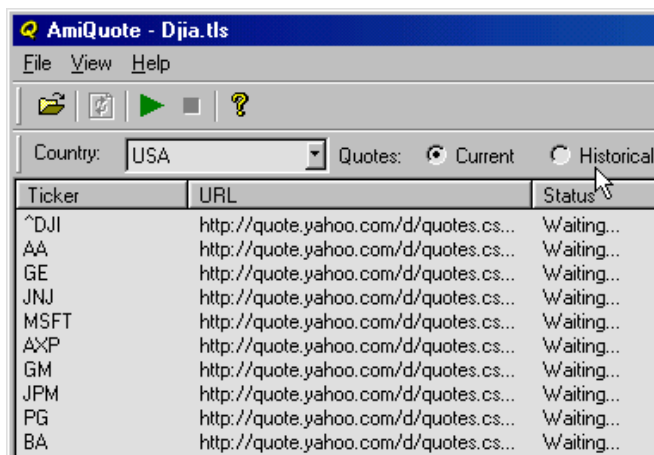 AmiQuote - Djia.tls
File View Help
Country: USA Quotes: Current Historical
Ticker URL Status
^DJI http://quote.yahoo.com/d/quotes.cs... Waiting...
AA http://quote.yahoo.com/d/quotes.cs... Waiting...
GE http://quote.yahoo.com/d/quotes.cs... Waiting...
JNJ http://quote.yahoo.com/d/quotes.cs... Waiting...
MSFT http://quote.yahoo.com/d/quotes.cs... Waiting...
AXP http://quote.yahoo.com/d/quotes.cs... Waiting...
GM http://quote.yahoo.com/d/quotes.cs... Waiting...
JPM http://quote.yahoo.com/d/quotes.cs... Waiting...
PG http://quote.yahoo.com/d/quotes.cs... Waiting...
BA http://quote.yahoo.com/d/quotes.cs... Waiting...